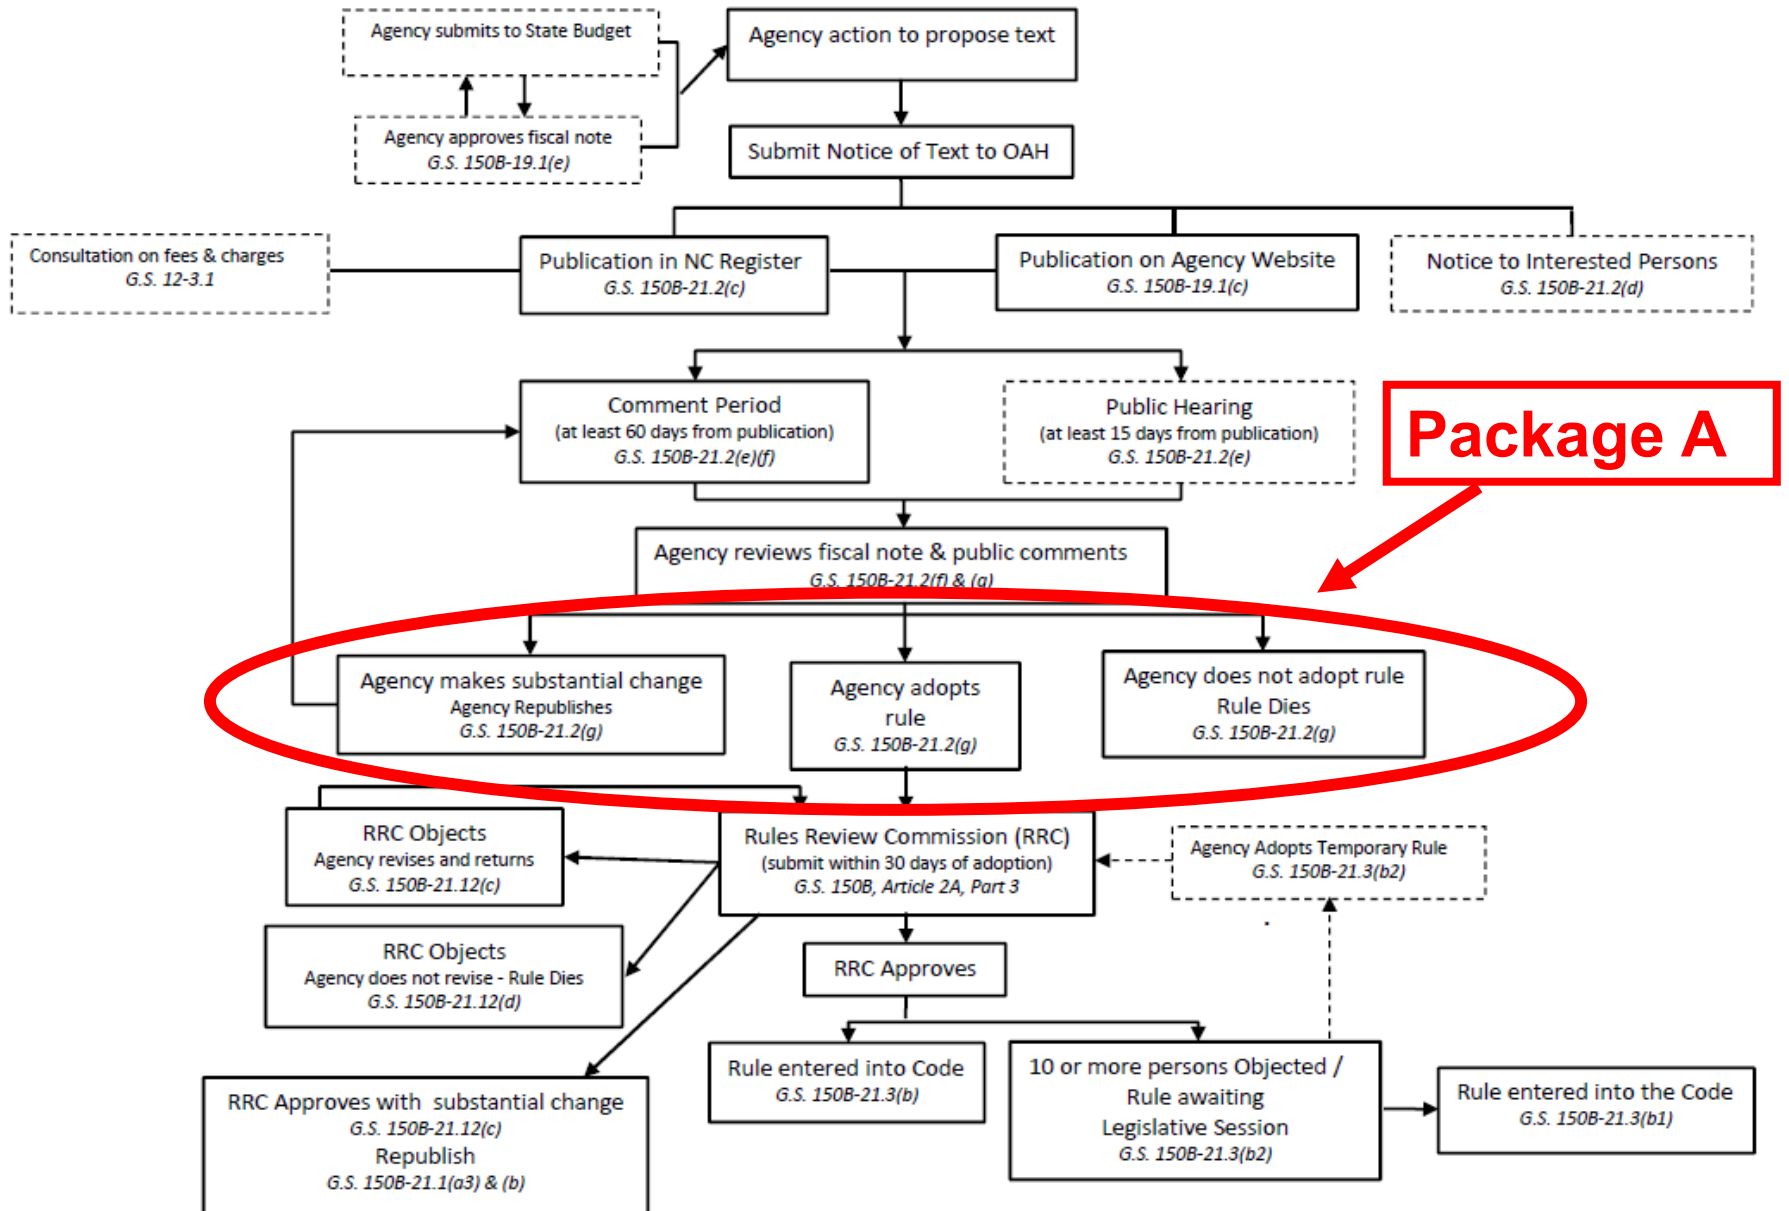 Agency submits to State Budget
Agency action to propose text
Agency approves fiscal note
G.S. 150B-19.1(e)
Submit Notice of Text to OAH
Consultation on fees & charges
G.S. 12-3.1
Publication in NC Register
G.S. 150B-21.2(c)
Publication on Agency Website
G.S. 150B-19.1(c)
Notice to Interested Persons
G.S. 150B-21.2(d)
Comment Period
(at least 60 days from publication)
G.S. 150B-21.2(e)(f)
Public Hearing
(at least 15 days from publication)
G.S. 150B-21.2(e)
Package A
Agency reviews fiscal note & public comments
G.S. 150B-21.2(f) & (g)
Agency makes substantial change
Agency Republishes
G.S. 150B-21.2(g)
Agency adopts
rule
G.S. 150B-21.2(g)
Agency does not adopt rule
Rule Dies
G.S. 150B-21.2(g)
RRC Objects
Agency revises and returns
G.S. 150B-21.12(c)
Rules Review Commission (RRC)
(submit within 30 days of adoption)
G.S. 150B, Article 2A, Part 3
Agency Adopts Temporary Rule
G.S. 150B-21.3(b2)
RRC Objects
Agency does not revise - Rule Dies
G.S. 150B-21.12(d)
RRC Approves
RRC Approves with substantial change
G.S. 150B-21.12(c)
Republish
G.S. 150B-21.1(a3) & (b)
Rule entered into Code
G.S. 150B-21.3(b)
10 or more persons Objected /
Rule awaiting
Legislative Session
G.S. 150B-21.3(b2)
Rule entered into the Code
G.S. 150B-21.3(b1)